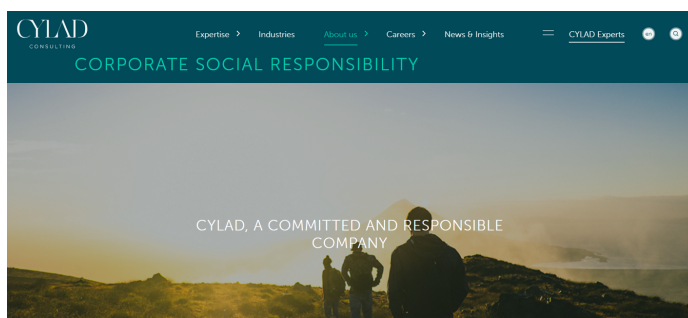 CYLAD
CONSULTING
Expertise > Industries About us > Careers > News & Insights CYLAD Experts en
CORPORATE SOCIAL RESPONSIBILITY
CYLAD, A COMMITTED AND RESPONSIBLE
COMPANY